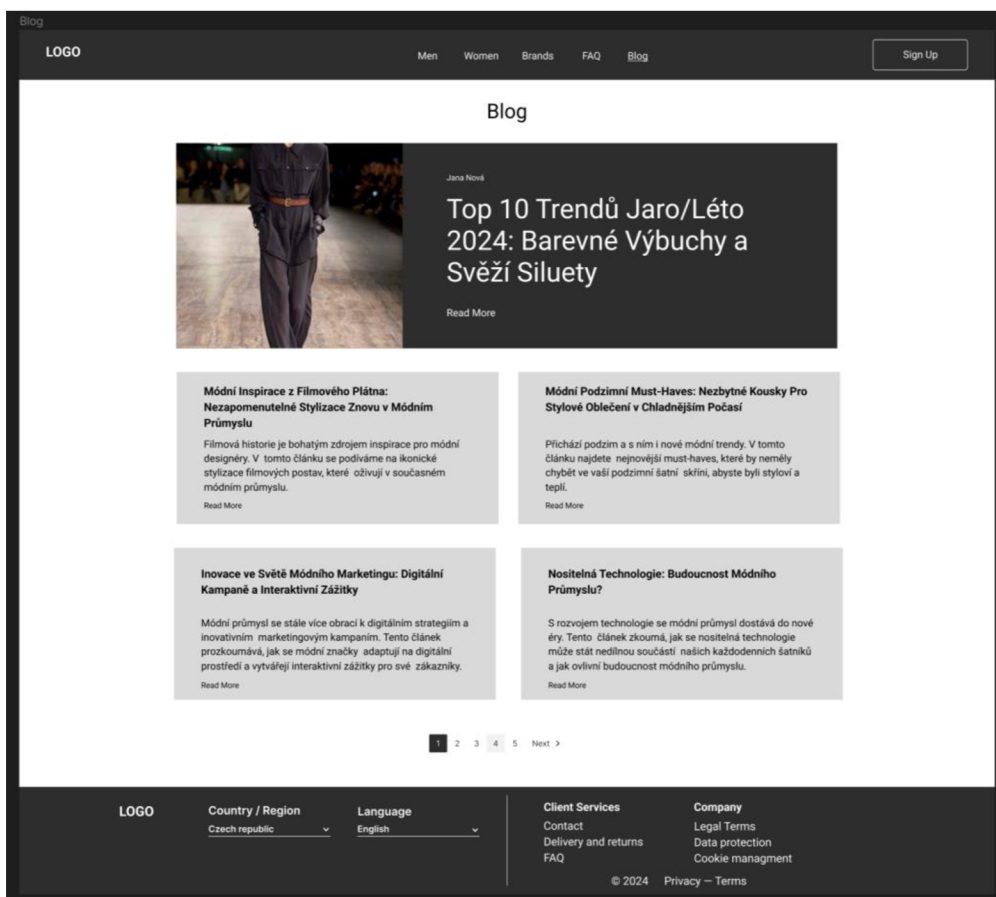 Blog
LOGO
Men Women Brands FAQ Blog
Sign Up
Blog
Jana Nová
Top 10 Trendů Jaro/Léto
2024: Barevné Výbuchy a
Svěží Siluety
Read More
Módní Inspirace z Filmového Plátna:
Nezapomenutelné Stylizace Znovu v Módním
Průmyslu
Filmová historie je bohatým zdrojem inspirace pro módní
designéry. V tomto článku se podíváme na ikonické
stylizace filmových postav, které oživují v současném
módním průmyslu.
Read More
Módní Podzimní Must-Haves: Nezbytné Kousky Pro
Stylové Oblečení v Chladnějším Počasí
Přichází podzim a s ním i nové módní trendy. V tomto
článku najdete nejnovější must-haves, které by neměly
chybět ve vaší podzimní šatní skříni, abyste byli styloví a
teplí.
Read More
Inovace ve Světě Módního Marketingu: Digitální
Kampaně a Interaktivní Zážitky
Módní průmysl se stále více obrací k digitálním strategiím a
inovativním marketingovým kampaním. Tento článek
prozkoumává, jak se módní značky adaptují na digitální
prostředí a vytvářejí interaktivní zážitky pro své zákazníky.
Read More
Nositelná Technologie: Budoucnost Módního
Průmyslu?
S rozvojem technologie se módní průmysl dostává do nové
éry. Tento článek zkoumá, jak se nositelná technologie
může stát nedílnou součástí našich každodenních šatníků
a jak ovlivní budoucnost módního průmyslu.
Read More
1 2 3 4 5 Next >
LOGO
Country / Region
Czech republic
Language
English
Client Services
Contact
Delivery and returns
FAQ
Company
Legal Terms
Data protection
Cookie managment
© 2024 Privacy — Terms